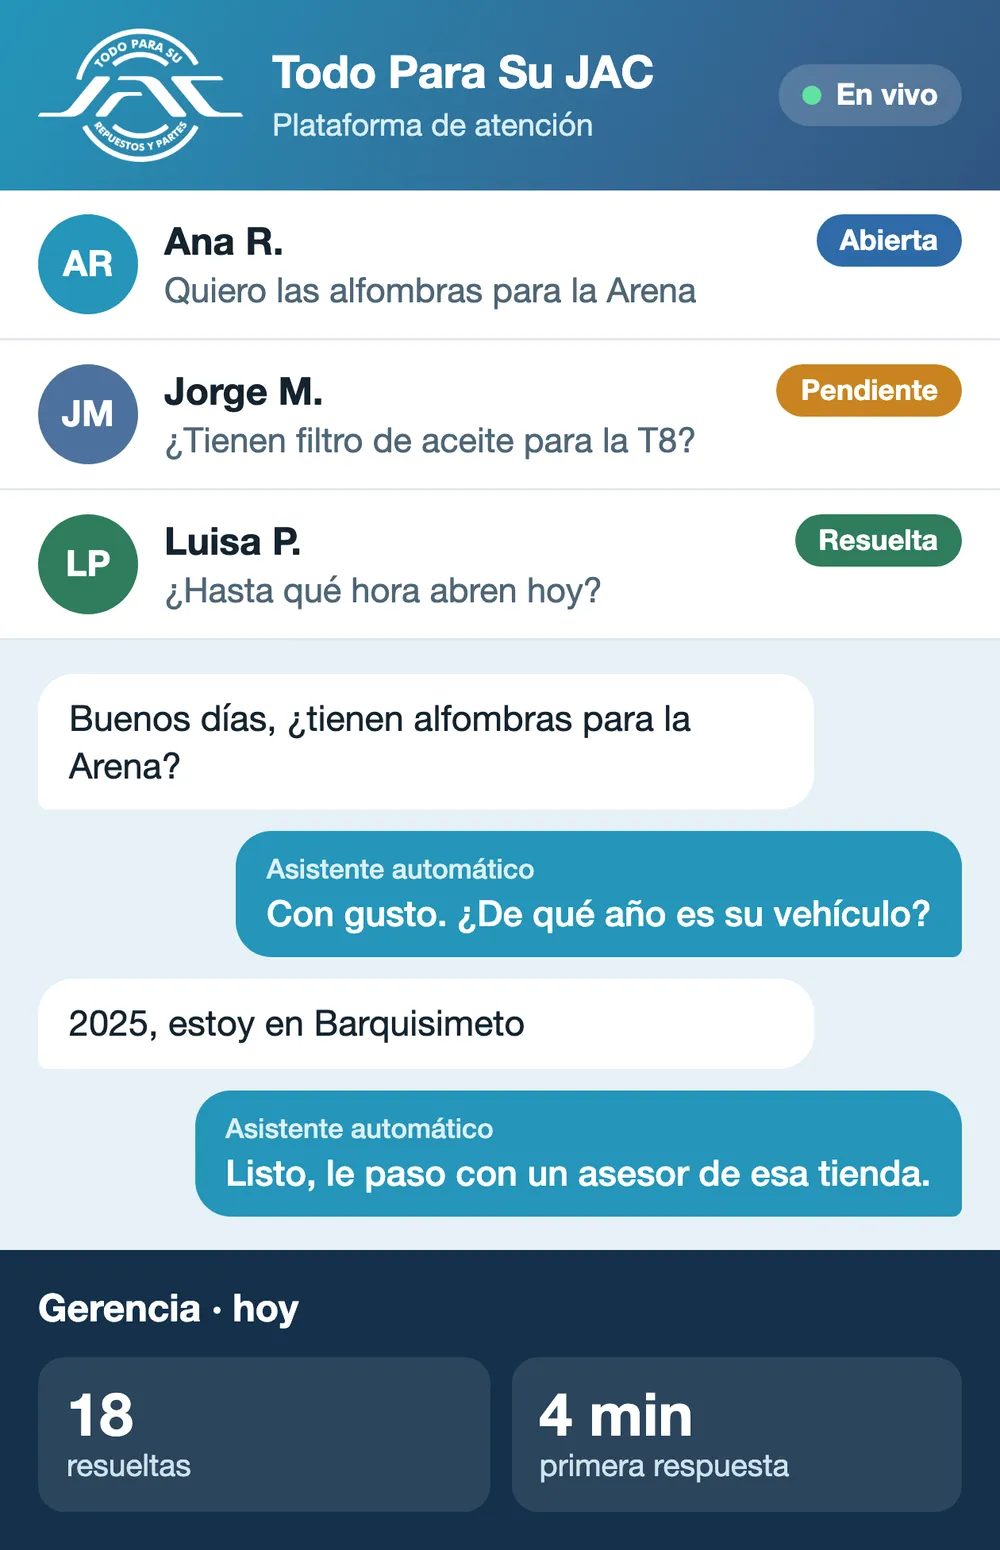 TODO PARA SU
JAC
REPUESTOS Y PARTES
Todo Para Su JAC
Plataforma de atención
En vivo
AR
Ana R.
Quiero las alfombras para la Arena
Abierta
JM
Jorge M.
¿Tienen filtro de aceite para la T8?
Pendiente
LP
Luisa P.
¿Hasta qué hora abren hoy?
Resuelta
Buenos días, ¿tienen alfombras para la
Arena?
Asistente automático
Con gusto. ¿De qué año es su vehículo?
2025, estoy en Barquisimeto
Asistente automático
Listo, le paso con un asesor de esa tienda.
Gerencia · hoy
18
resueltas
4 min
primera respuesta